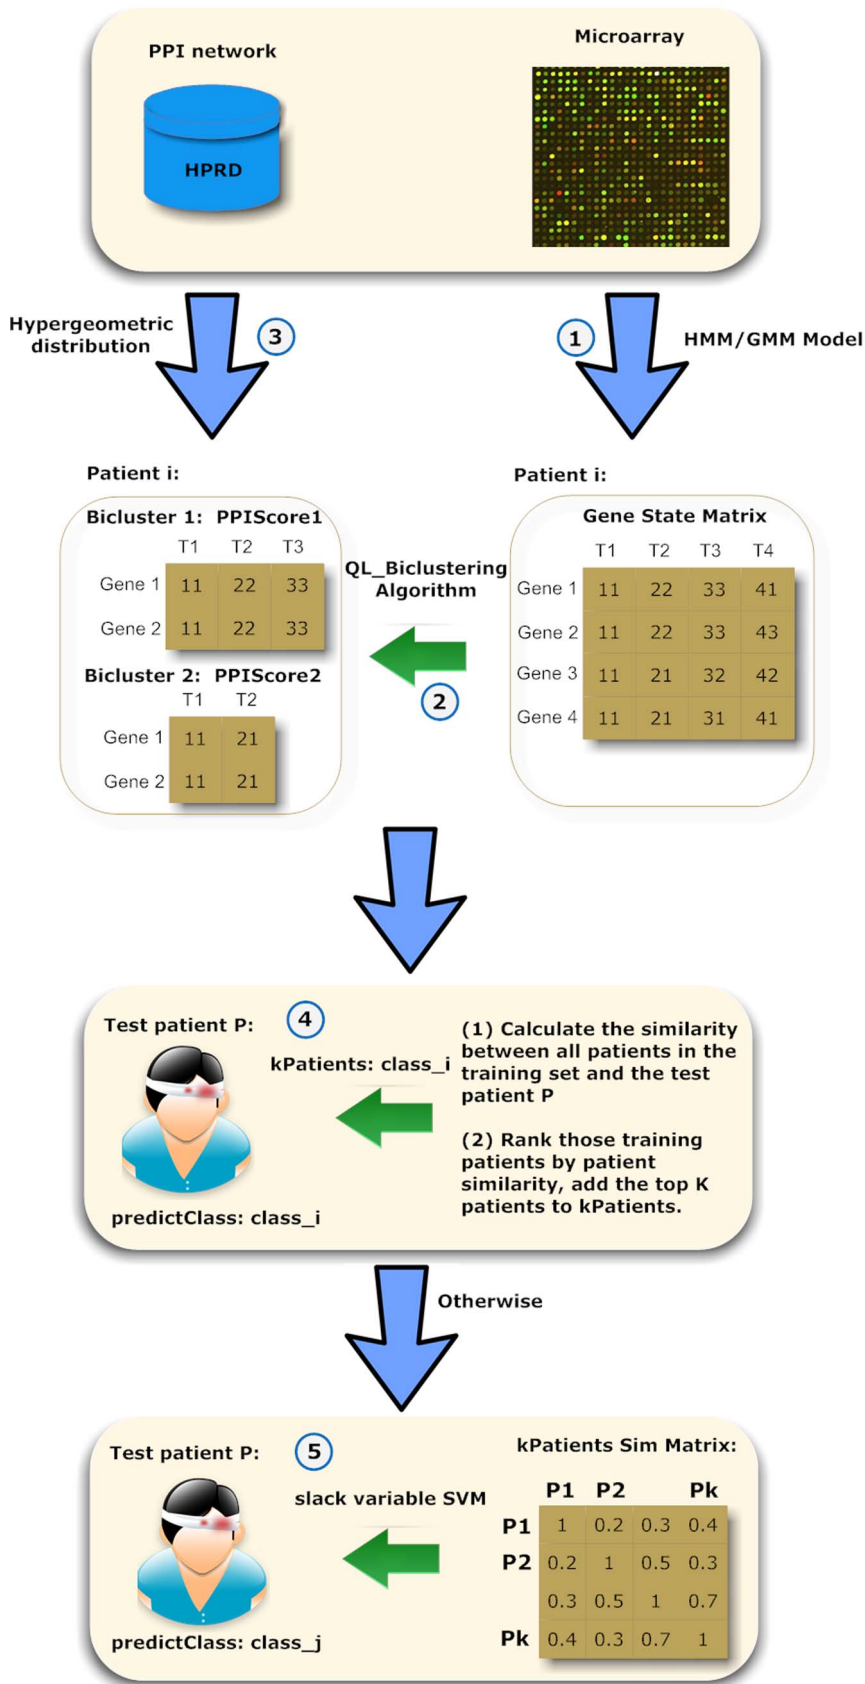 PPI network
Microarray
HPRD
Hypergeometric
distribution
3
1
HMM/GMM Model
Patient i:
Bicluster 1: PPIScore1
T1 T2 T3
Gene 1 11 22 33
Gene 2 11 22 33
Bicluster 2: PPIScore2
T1 T2
Gene 1 11 21
Gene 2 11 21
QL_Biclustering
Algorithm
2
Patient i:
Gene State Matrix
T1 T2 T3 T4
Gene 1 11 22 33 41
Gene 2 11 22 33 43
Gene 3 11 21 32 42
Gene 4 11 21 31 41
Test patient P:
4
kPatients: class_i
predictClass: class_i
(1) Calculate the similarity
between all patients in the
training set and the test
patient P
(2) Rank those training
patients by patient
similarity, add the top K
patients to kPatients.
Otherwise
Test patient P:
5
slack variable SVM
predictClass: class_j
kPatients Sim Matrix:
P1 P2 Pk
P1 1 0.2 0.3 0.4
P2 0.2 1 0.5 0.3
0.3 0.5 1 0.7
Pk 0.4 0.3 0.7 1